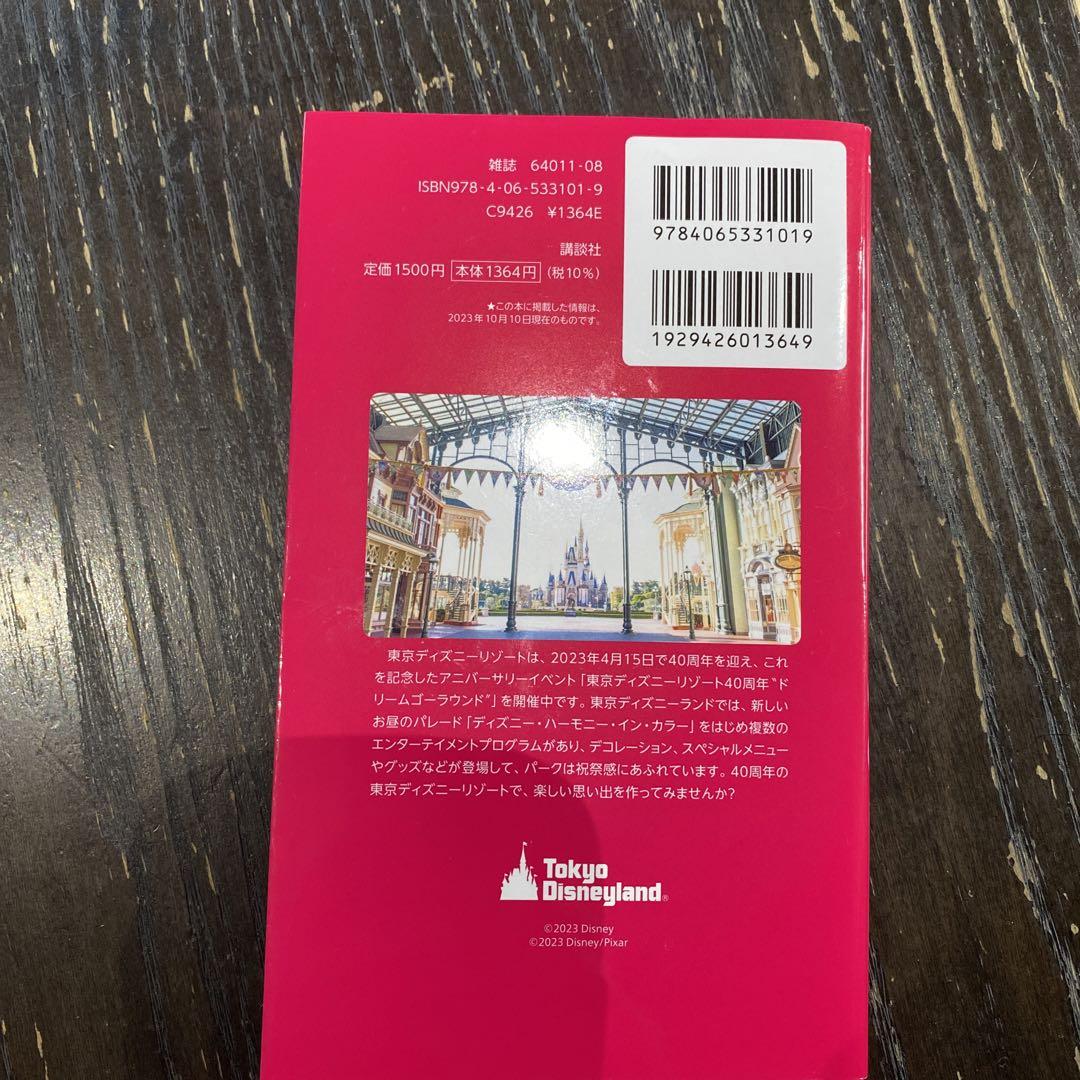 雑誌 64011-08
ISBN978-4-06-533101-9
C9426 ¥1364E
講談社
定価1500円 本体1364円 (税10%)
★この本に掲載した情報は、
2023年10月10日現在のものです。
9784065331019
1929426013649
東京ディズニーリゾートは、2023年4月15日で40周年を迎え、これ
を記念したアニバーサリーイベント「東京ディズニーリゾート40周年“ド
リームゴーラウンド”」を開催中です。東京ディズニーランドでは、新しい
お昼のパレード「ディズニー・ハーモニー・イン・カラー」をはじめ複数の
エンターテイメントプログラムがあり、デコレーション、スペシャルメニュー
やグッズなどが登場して、パークは祝祭感にあふれています。40周年の
東京ディズニーリゾートで、楽しい思い出を作ってみませんか?
Tokyo
Disneyland®
©2023 Disney
©2023 Disney/Pixar